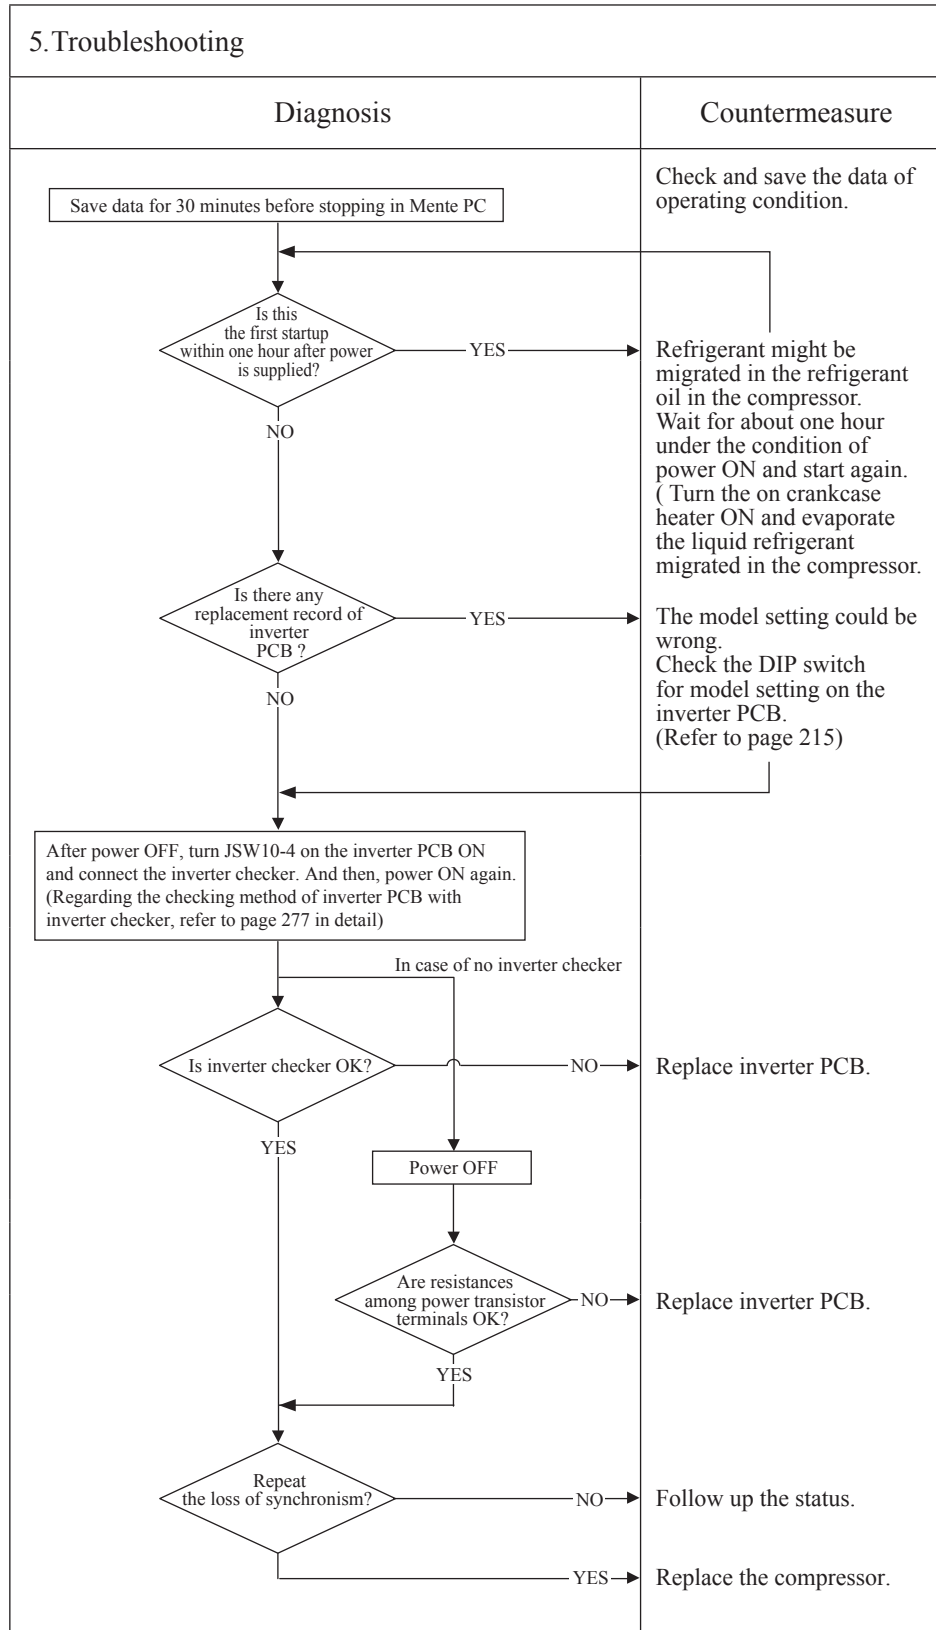 5.Troubleshooting
Diagnosis
Countermeasure
Save data for 30 minutes before stopping in Mente PC
Check and save the data of
operating condition.
Is this
the first startup
within one hour after power
is supplied?
YES
NO
Refrigerant might be
migrated in the refrigerant
oil in the compressor.
Wait for about one hour
under the condition of
power ON and start again.
( Turn the on crankcase
heater ON and evaporate
the liquid refrigerant
migrated in the compressor.
Is there any
replacement record of
inverter
PCB ?
YES
NO
The model setting could be
wrong.
Check the DIP switch
for model setting on the
inverter PCB.
(Refer to page 215)
After power OFF, turn JSW10-4 on the inverter PCB ON
and connect the inverter checker. And then, power ON again.
(Regarding the checking method of inverter PCB with
inverter checker, refer to page 277 in detail)
In case of no inverter checker
Is inverter checker OK?
NO
Replace inverter PCB.
YES
Power OFF
Are resistances
among power transistor
terminals OK?
NO
Replace inverter PCB.
YES
Repeat
the loss of synchronism?
NO
Follow up the status.
YES
Replace the compressor.